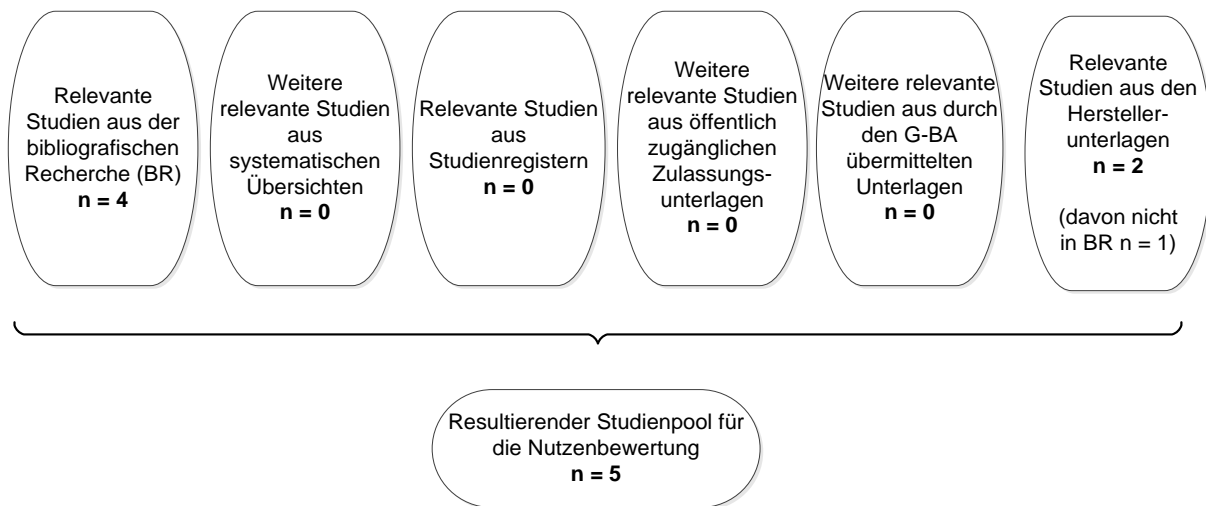 Relevante
Studien aus der
bibliografischen
Recherche (BR)
n = 4
Weitere
relevante Studien
aus
systematischen
Übersichten
n = 0
Relevante Studien
aus
Studienregistern
n = 0
Weitere
relevante Studien
aus öffentlich
zugänglichen
Zulassungs-
unterlagen
n = 0
Weitere relevante
Studien aus durch
den G-BA
übermittelten
Unterlagen
n = 0
Relevante
Studien aus den
Hersteller-
unterlagen
n = 2
(davon nicht
in BR n = 1)
Resultierender Studienpool für
die Nutzenbewertung
n = 5